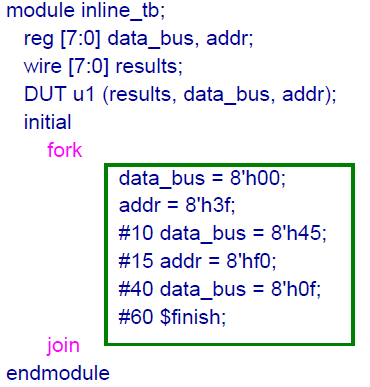 module inline_tb;
reg [7:0] data_bus, addr;
wire [7:0] results;
DUT u1 (results, data_bus, addr);
initial
fork
data_bus = 8'h00;
addr = 8'h3f;
#10 data_bus = 8'h45;
#15 addr = 8'hf0;
#40 data_bus = 8'h0f;
#60 $finish;
join
endmodule